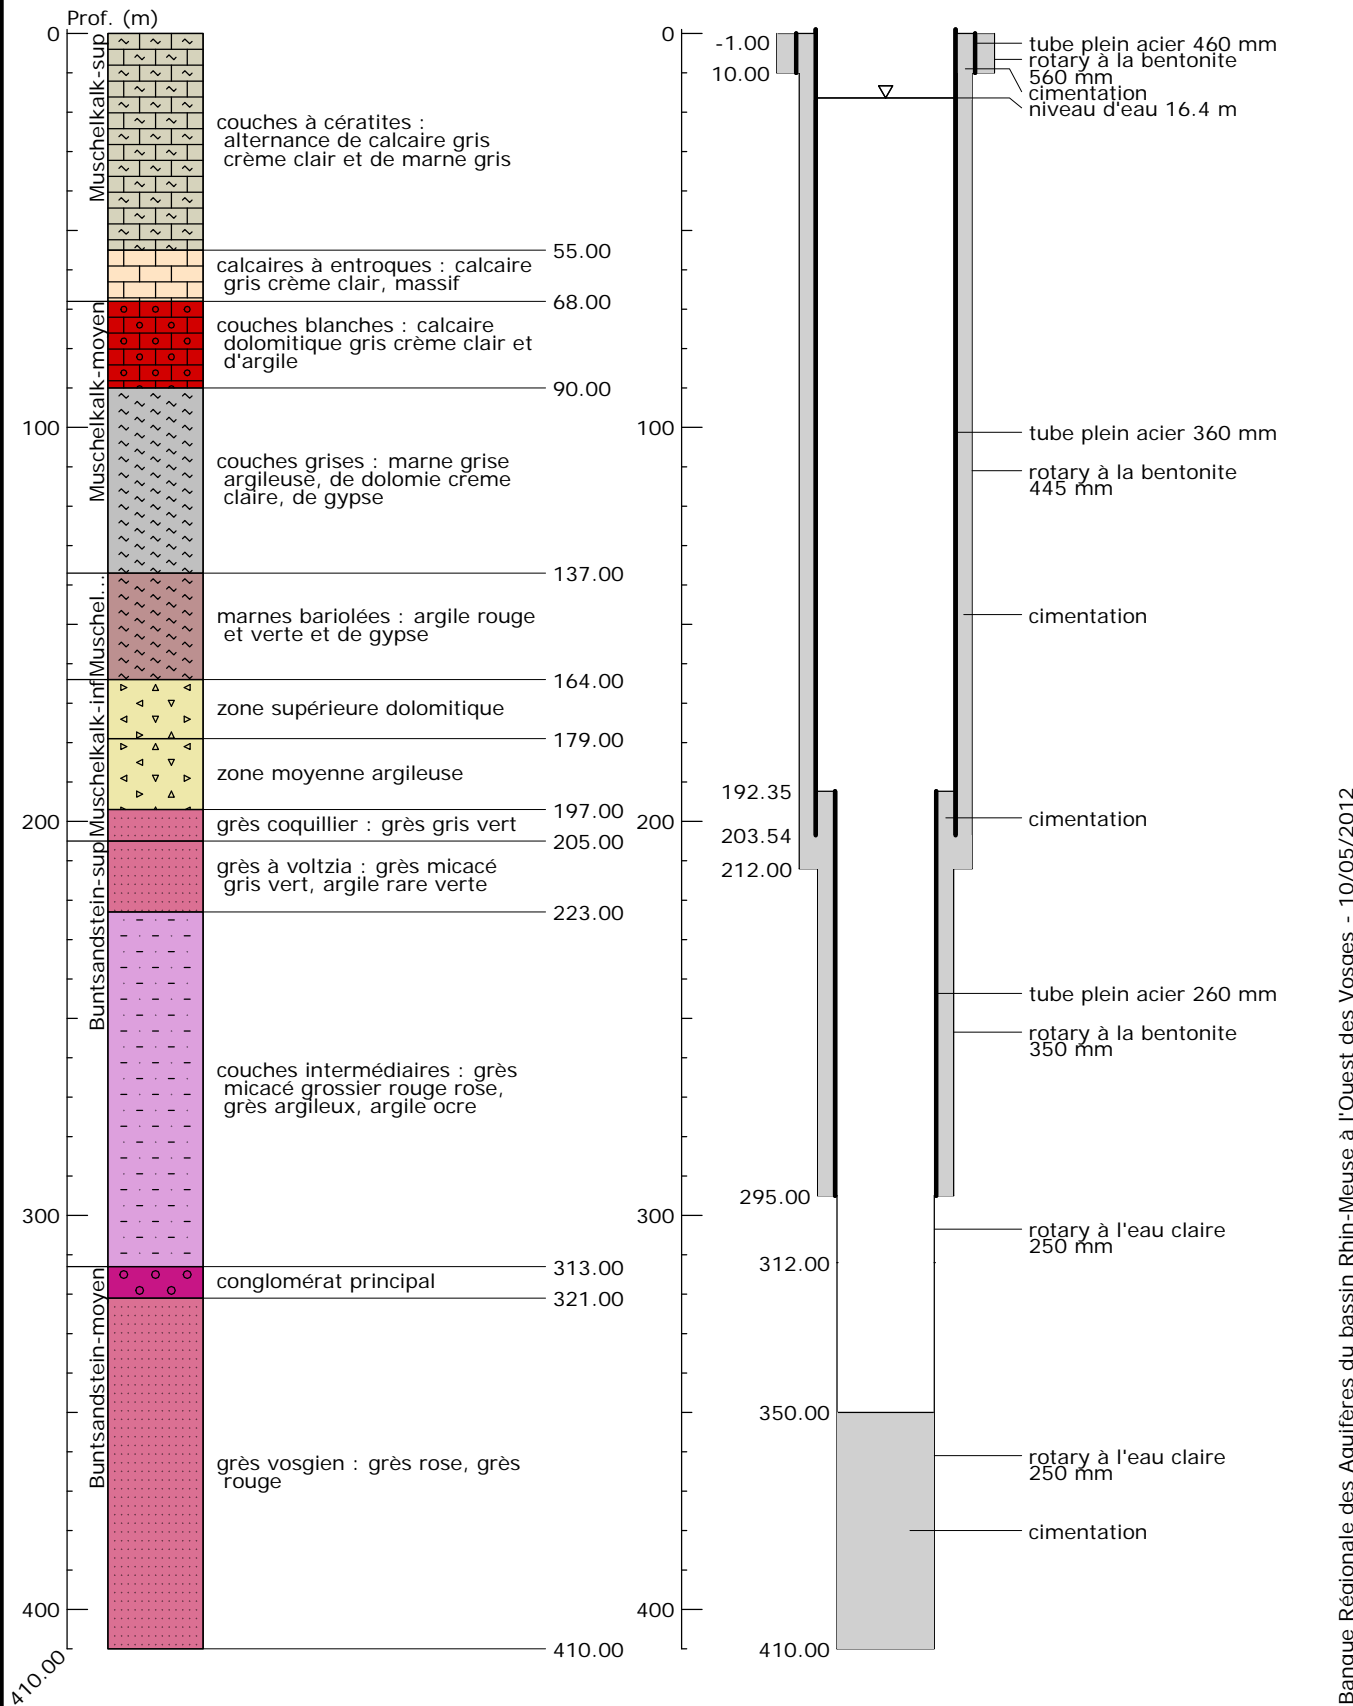 Prof. (m)
0
100
200
300
400
410.00
Muschelkalk-sup
Muschelkalk-moyen
Muschel...
Muschelkalk-inf
Buntsandstein-sup
Buntsandstein-moyen
couches à cératites :
alternance de calcaire gris
crème clair et de marne gris
55.00
calcaires à entroques : calcaire
gris crème clair, massif
68.00
couches blanches : calcaire
dolomitique gris crème clair et
d'argile
90.00
couches grises : marne grise
argileuse, de dolomie crème
claire, de gypse
137.00
marnes bariolées : argile rouge
et verte et de gypse
164.00
zone supérieure dolomitique
179.00
zone moyenne argileuse
197.00
grès coquillier : grès gris vert
205.00
grès à voltzia : grès micacé
gris vert, argile rare verte
223.00
couches intermédiaires : grès
micacé grossier rouge rose,
grès argileux, argile ocre
313.00
conglomérat principal
321.00
grès vosgien : grès rose, grès
rouge
410.00
0
100
200
300
400
-1.00
10.00
192.35
203.54
212.00
295.00
312.00
350.00
410.00
tube plein acier 460 mm
rotary à la bentonite
560 mm
cimentation
niveau d'eau 16.4 m
tube plein acier 360 mm
rotary à la bentonite
445 mm
cimentation
cimentation
tube plein acier 260 mm
rotary à la bentonite
350 mm
rotary à l'eau claire
250 mm
rotary à l'eau claire
250 mm
cimentation
Banque Régionale des Aquifères du bassin Rhin-Meuse à l'Ouest des Vosges - 10/05/2012